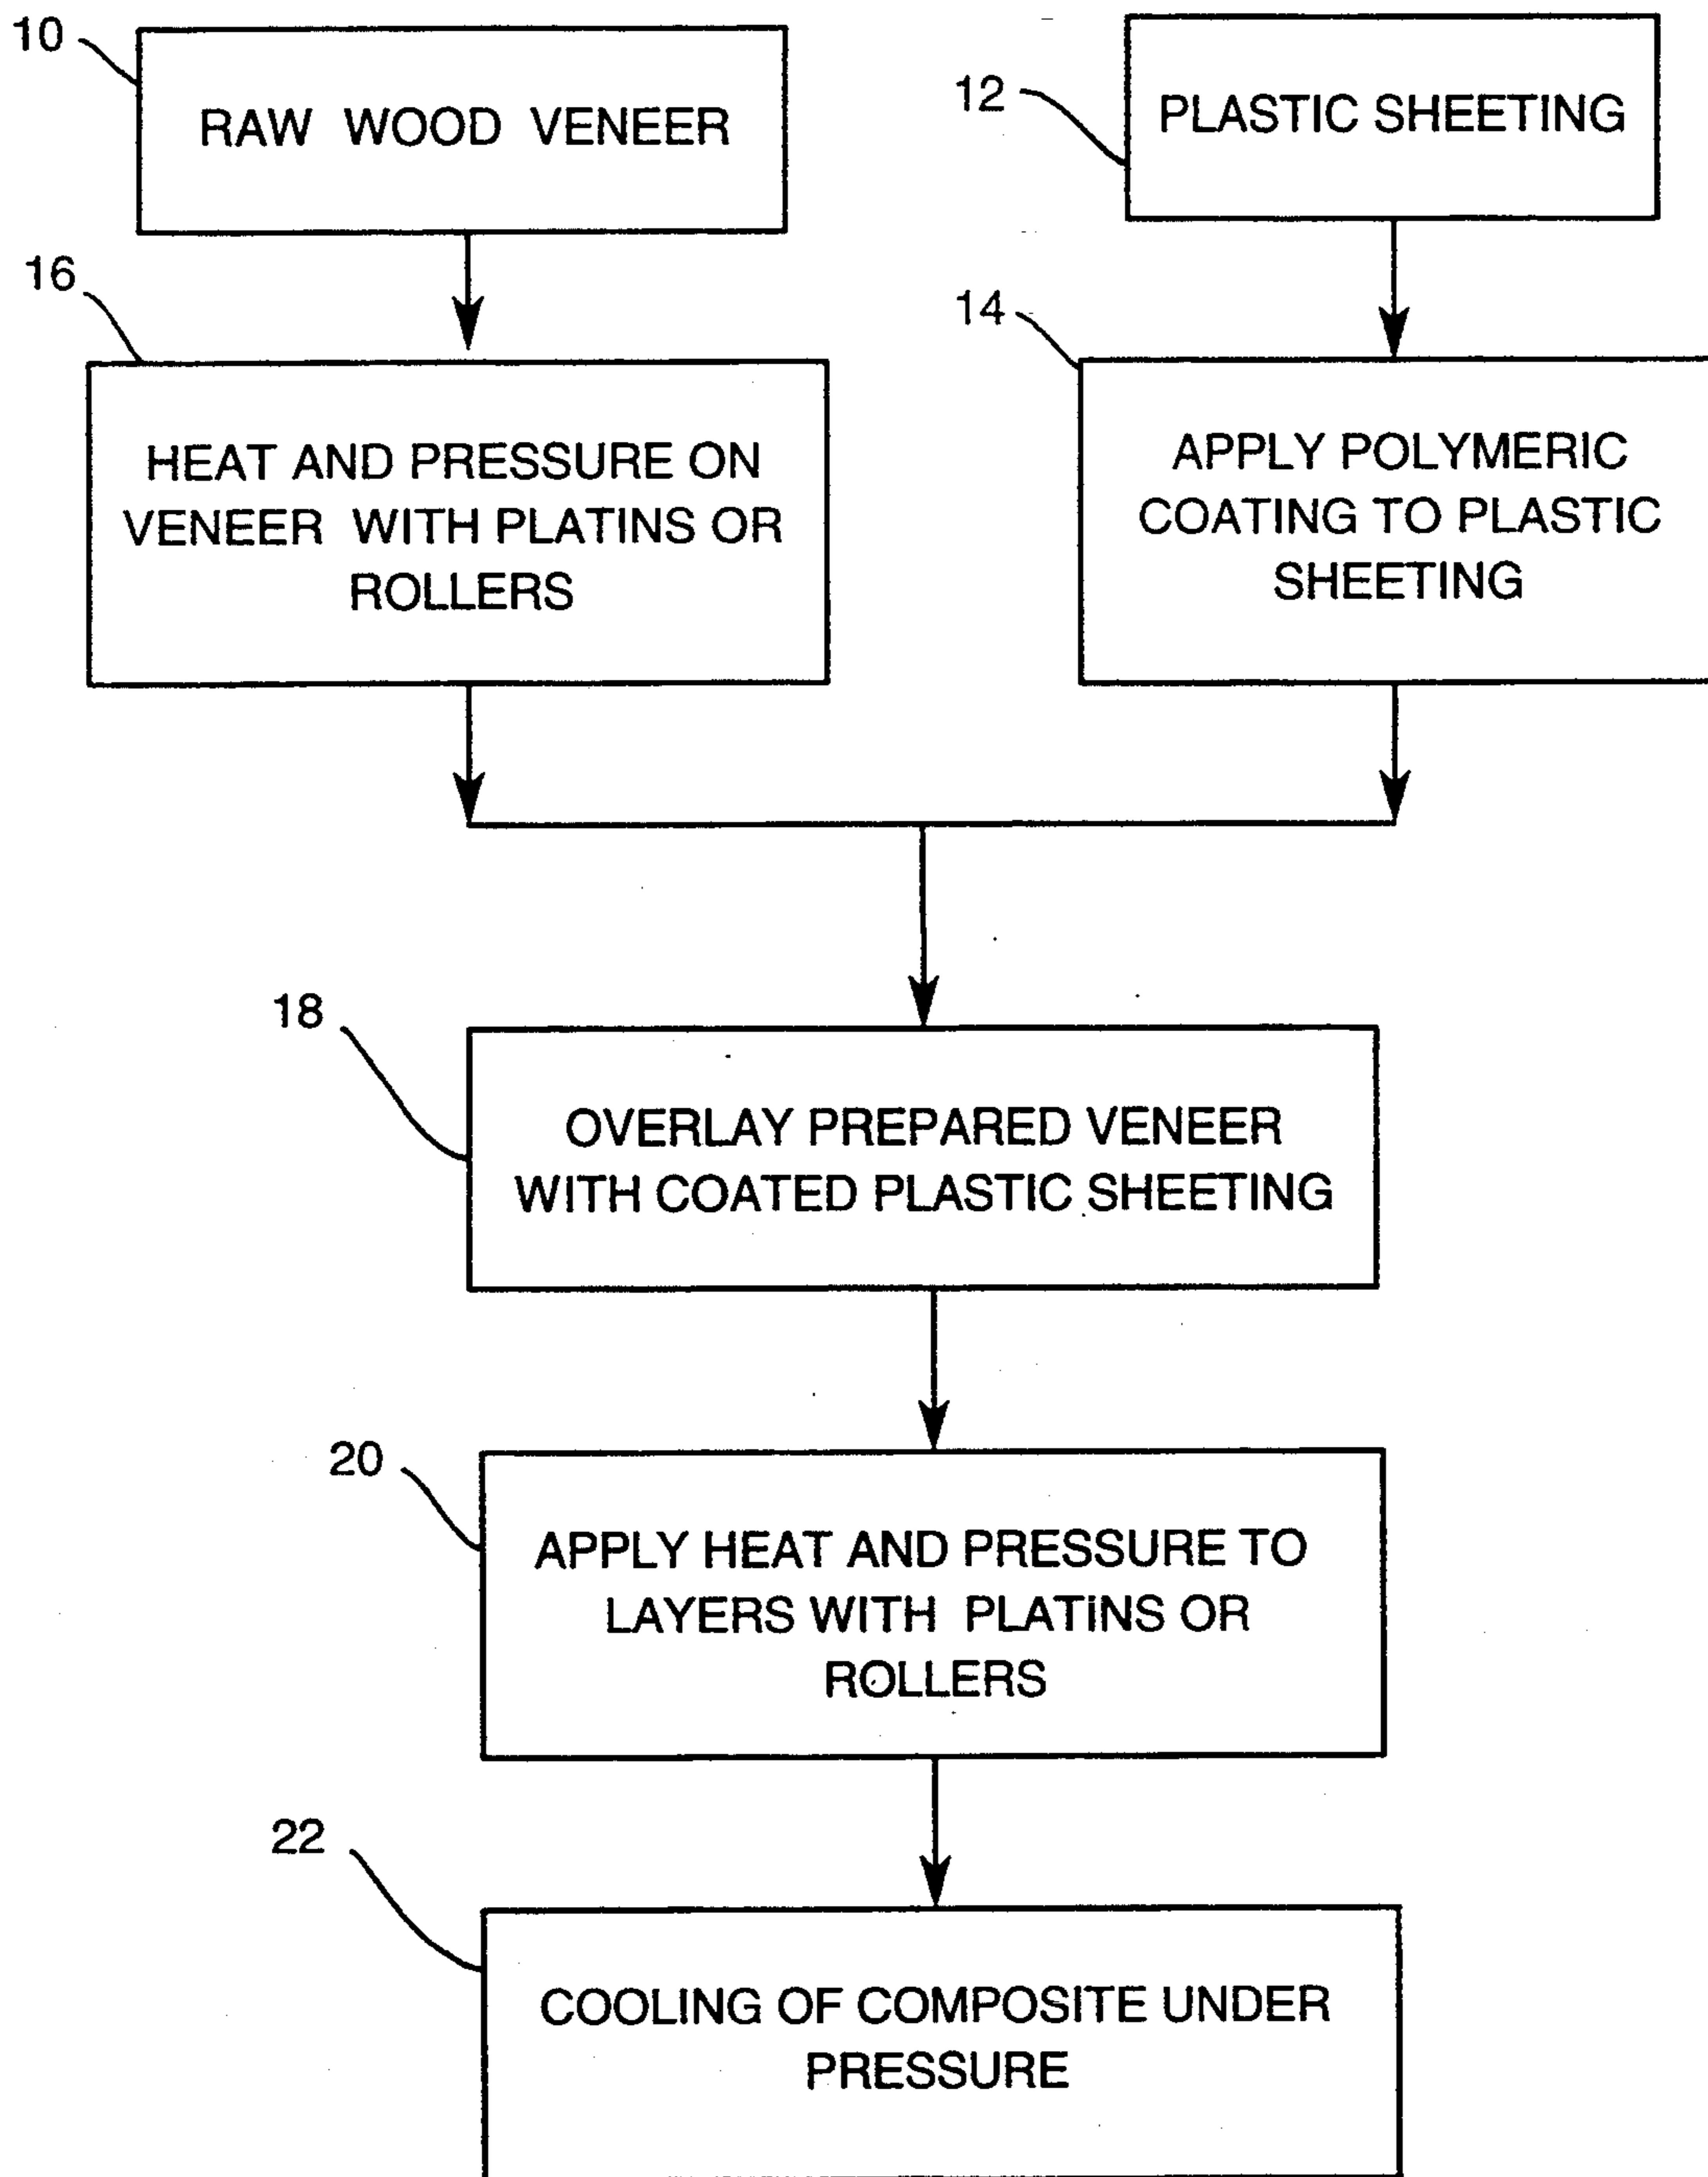 10
RAW WOOD VENEER
12
PLASTIC SHEETING
16
HEAT AND PRESSURE ON
VENEER WITH PLATINS OR
ROLLERS
14
APPLY POLYMERIC
COATING TO PLASTIC
SHEETING
18
OVERLAY PREPARED VENEER
WITH COATED PLASTIC SHEETING
20
APPLY HEAT AND PRESSURE TO
LAYERS WITH PLATINS OR
ROLLERS
22
COOLING OF COMPOSITE UNDER
PRESSURE